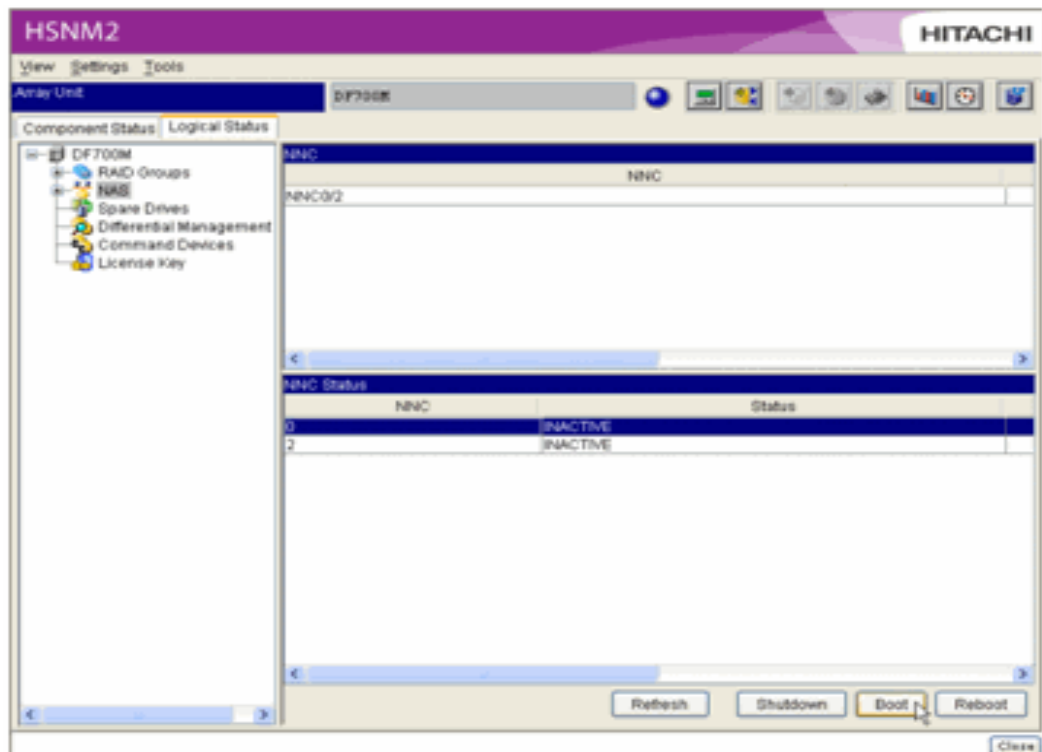 HSNM2
HITACHI
View Settings Tools
Array Unit
DF700M
Component Status Logical Status
DF700M
RAID Groups
NAS
Spare Drives
Differential Management
Command Devices
License Key
NNC
NNC
NNC0/2
NNC Status
NNC Status
0 INACTIVE
2 INACTIVE
Refresh Shutdown Boot Reboot
Close